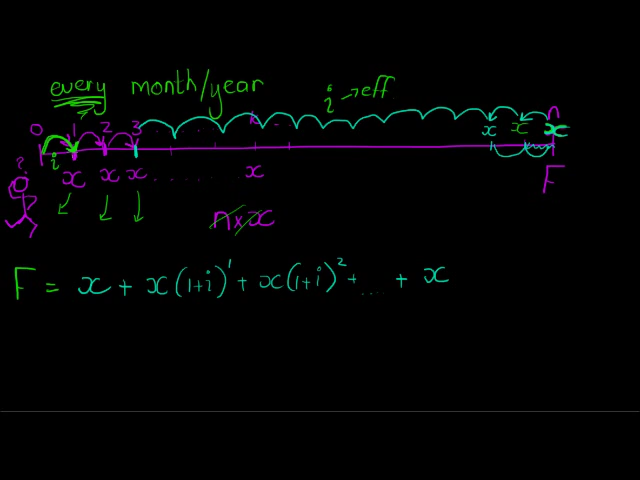 every month/year
i → eff
0 1 2 3 . . . . k . . n
i x x x
x x x . . . . . . x F
n × x
F = x + x(1+i)¹ + x(1+i)² + .... + x